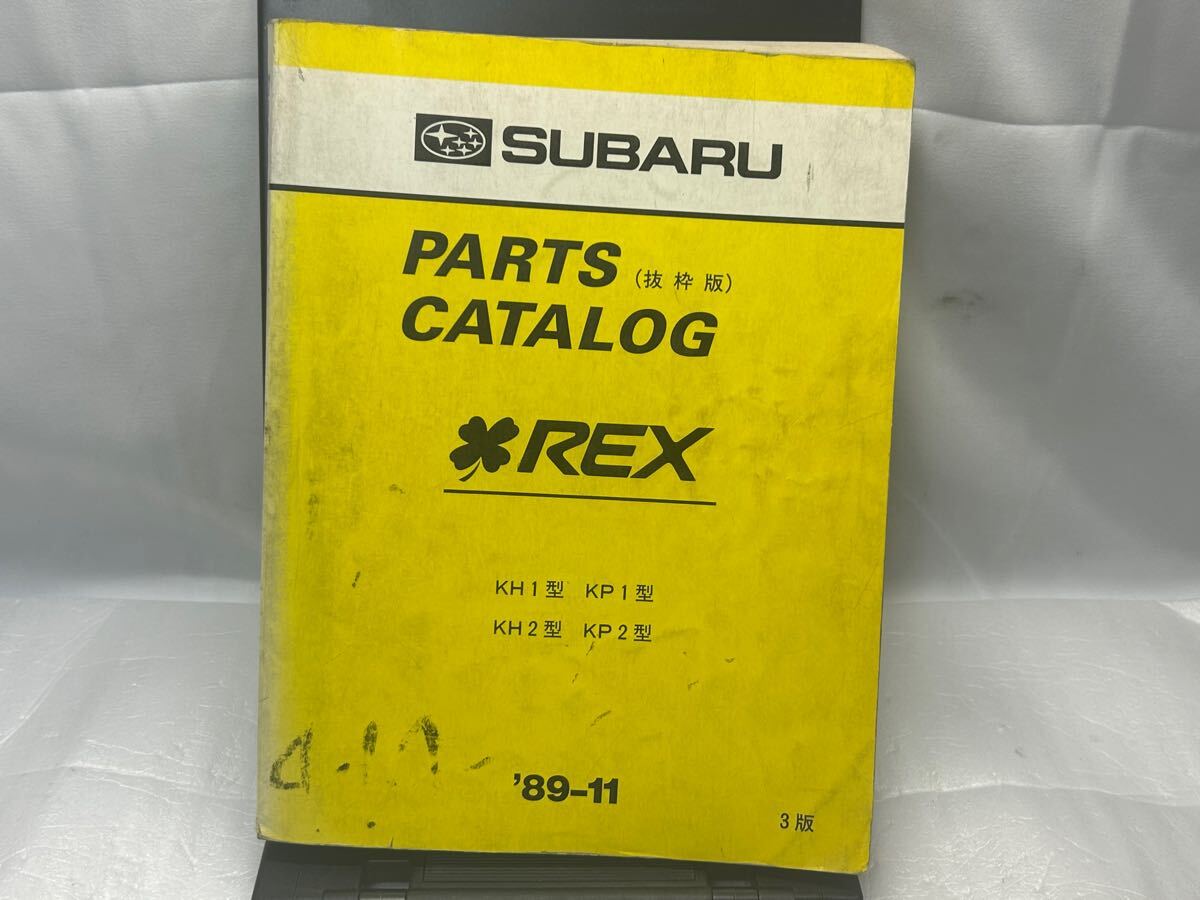 SUBARU
PARTS (抜枠版)
CATALOG
REX
KH1型 KP1型
KH2型 KP2型
'89-11
3版